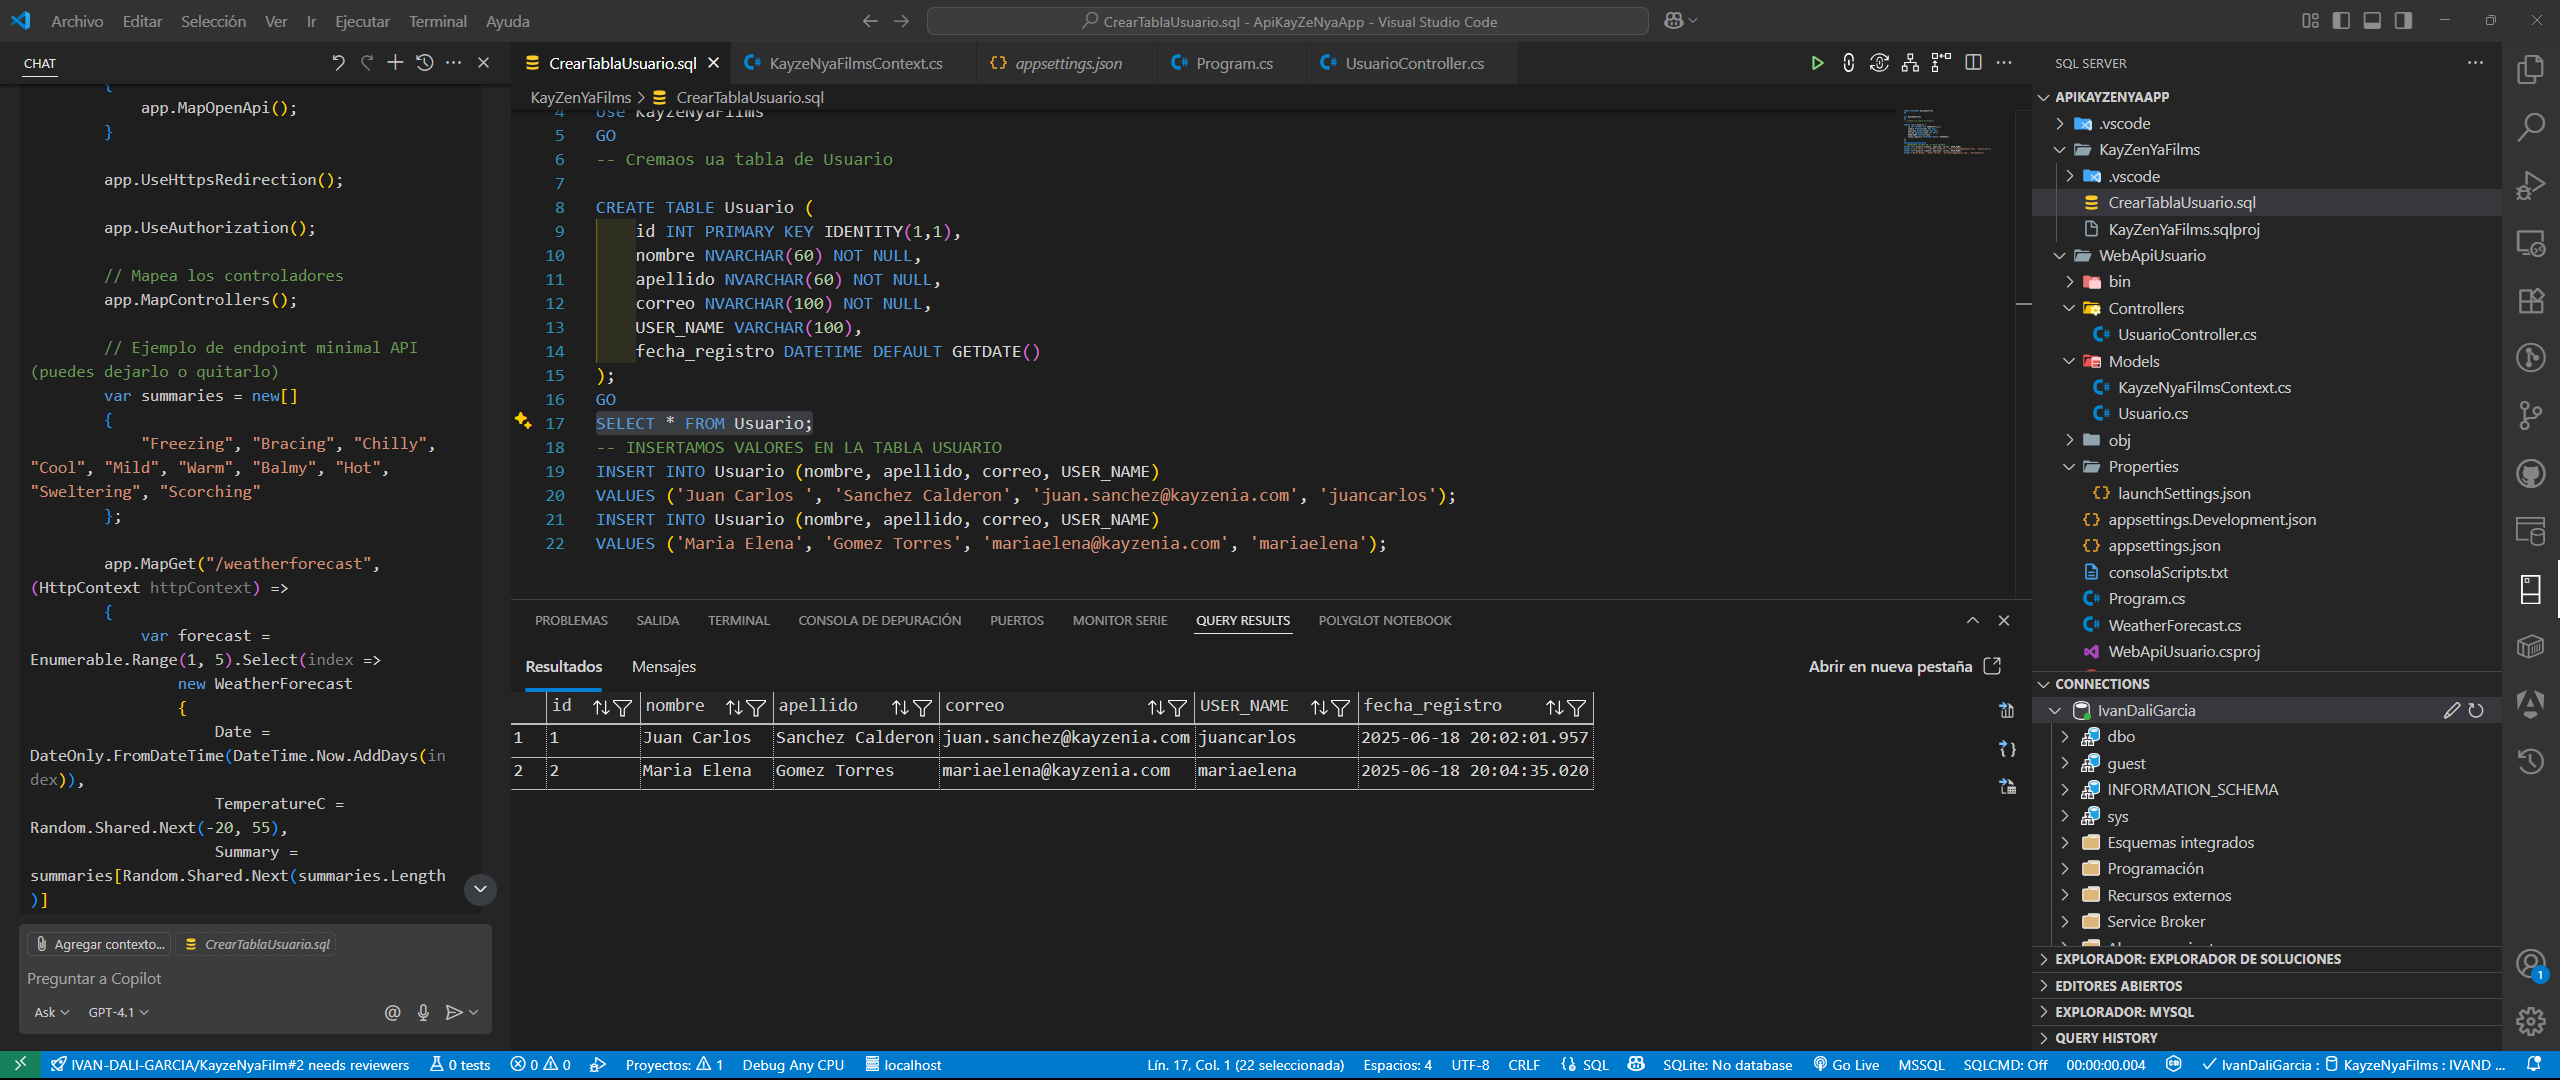 Archivo Editar Selección Ver Ir Ejecutar Terminal Ayuda
CrearTablaUsuario.sql - ApiKayZeNyaApp - Visual Studio Code
CHAT
{
app.MapOpenApi();
}
app.UseHttpsRedirection();
app.UseAuthorization();
// Mapea los controladores
app.MapControllers();
// Ejemplo de endpoint minimal API
(puedes dejarlo o quitarlo)
var summaries = new[]
{
"Freezing", "Bracing", "Chilly",
"Cool", "Mild", "Warm", "Balmy", "Hot",
"Sweltering", "Scorching"
};
app.MapGet("/weatherforecast",
(HttpContext httpContext) =>
{
var forecast =
Enumerable.Range(1, 5).Select(index =>
new WeatherForecast
{
Date =
DateOnly.FromDateTime(DateTime.Now.AddDays(in
dex)),
TemperatureC =
Random.Shared.Next(-20, 55),
Summary =
summaries[Random.Shared.Next(summaries.Length
)]
Agregar contexto... CrearTablaUsuario.sql
Preguntar a Copilot
Ask GPT-4.1
CrearTablaUsuario.sql KayzeNyaFilmsContext.cs appsettings.json Program.cs UsuarioController.cs
KayZenYaFilms > CrearTablaUsuario.sql
4 Use KayzeNyaFilms
5 GO
6 -- Cremaos ua tabla de Usuario
7
8 CREATE TABLE Usuario (
9 id INT PRIMARY KEY IDENTITY(1,1),
10 nombre NVARCHAR(60) NOT NULL,
11 apellido NVARCHAR(60) NOT NULL,
12 correo NVARCHAR(100) NOT NULL,
13 USER_NAME VARCHAR(100),
14 fecha_registro DATETIME DEFAULT GETDATE()
15 );
16 GO
17 SELECT * FROM Usuario;
18 -- INSERTAMOS VALORES EN LA TABLA USUARIO
19 INSERT INTO Usuario (nombre, apellido, correo, USER_NAME)
20 VALUES ('Juan Carlos ', 'Sanchez Calderon', 'juan.sanchez@kayzenia.com', 'juancarlos');
21 INSERT INTO Usuario (nombre, apellido, correo, USER_NAME)
22 VALUES ('Maria Elena', 'Gomez Torres', 'mariaelena@kayzenia.com', 'mariaelena');
PROBLEMAS SALIDA TERMINAL CONSOLA DE DEPURACIÓN PUERTOS MONITOR SERIE QUERY RESULTS POLYGLOT NOTEBOOK
Resultados Mensajes Abrir en nueva pestaña
id nombre apellido correo USER_NAME fecha_registro
1 1 Juan Carlos Sanchez Calderon juan.sanchez@kayzenia.com juancarlos 2025-06-18 20:02:01.957
2 2 Maria Elena Gomez Torres mariaelena@kayzenia.com mariaelena 2025-06-18 20:04:35.020
SQL SERVER
APIKAYZENYAAPP
.vscode
KayZenYaFilms
.vscode
CrearTablaUsuario.sql
KayZenYaFilms.sqlproj
WebApiUsuario
bin
Controllers
UsuarioController.cs
Models
KayzeNyaFilmsContext.cs
Usuario.cs
obj
Properties
launchSettings.json
appsettings.Development.json
appsettings.json
consolaScripts.txt
Program.cs
WeatherForecast.cs
WebApiUsuario.csproj
CONNECTIONS
IvanDaliGarcia
dbo
guest
INFORMATION_SCHEMA
sys
Esquemas integrados
Programación
Recursos externos
Service Broker
EXPLORADOR: EXPLORADOR DE SOLUCIONES
EDITORES ABIERTOS
EXPLORADOR: MYSQL
QUERY HISTORY
1
IVAN-DALI-GARCIA/KayzeNyaFilm#2 needs reviewers 0 tests 0 0 Proyectos: 1 Debug Any CPU localhost Lín. 17, Col. 1 (22 seleccionada) Espacios: 4 UTF-8 CRLF SQL SQLite: No database Go Live MSSQL SQLCMD: Off 00:00:00.004 IvanDaliGarcia : KayzeNyaFilms : IVAND ...